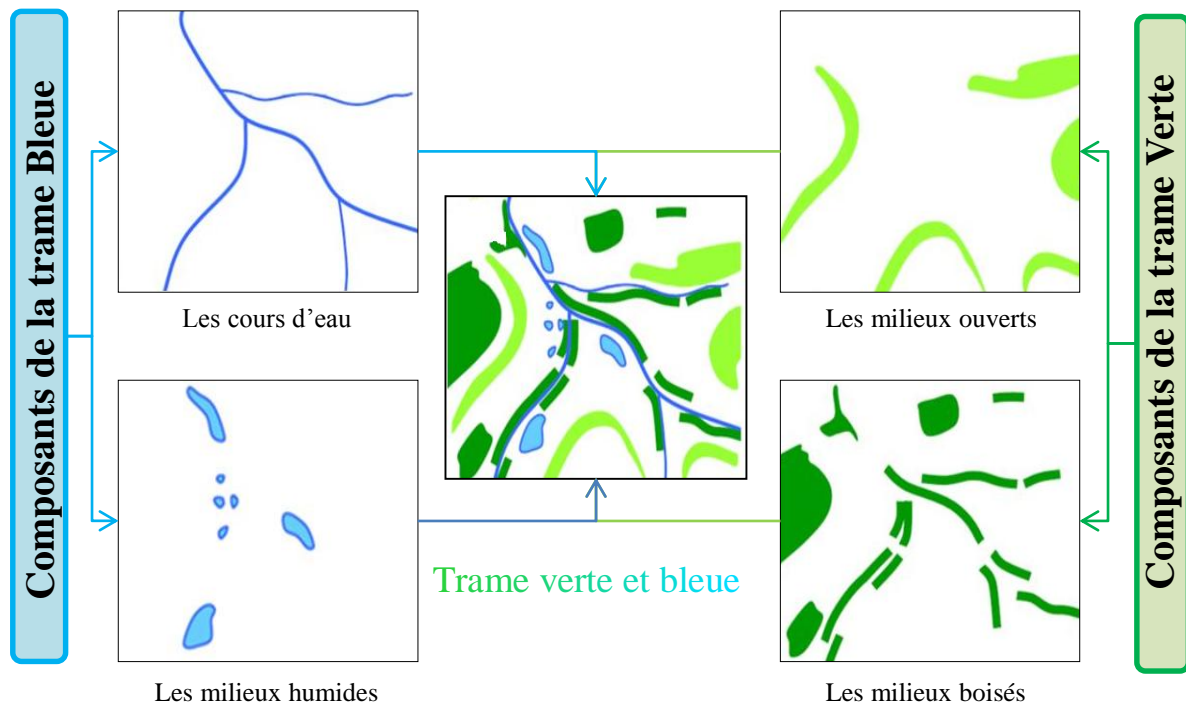 Composants de la trame Bleue
Les cours d’eau
Les milieux humides
Trame verte et bleue
Les milieux ouverts
Les milieux boisés
Composants de la trame Verte